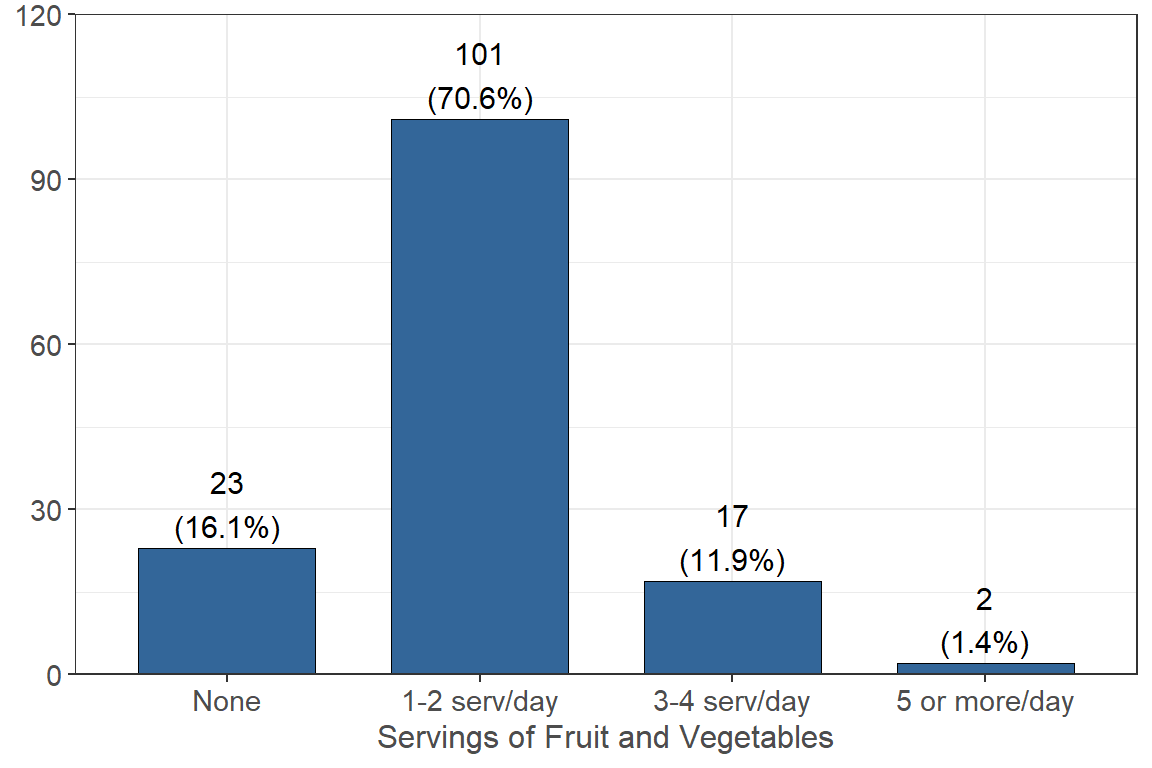 120
101
(70.6%)
90
60
23
30
17
(16.1%)
(11.9%)
2
(1.4%)
0
None
1-2 serv/day
3-4 serv/day
5 or more/day
Servings of Fruit and Vegetables